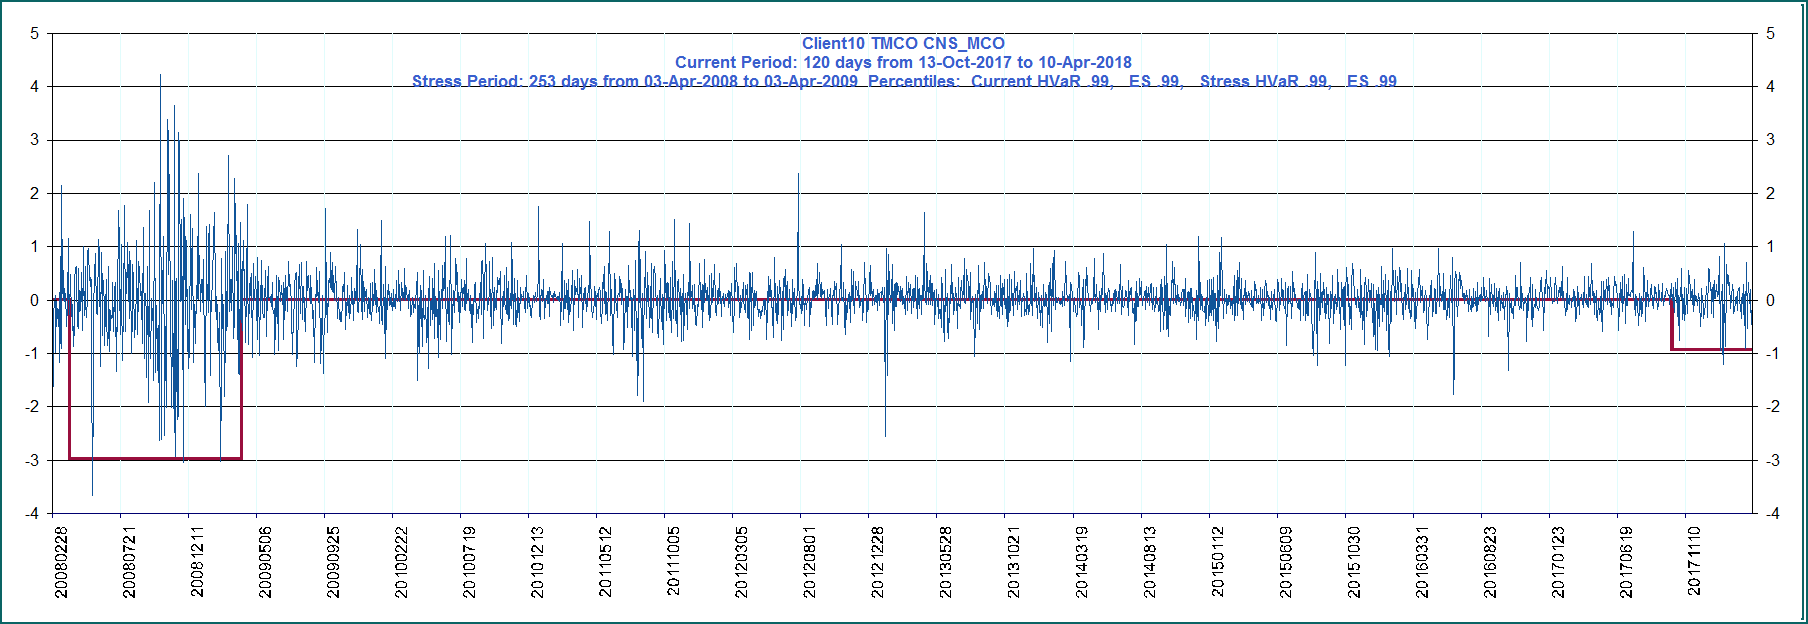 Client10 TMCO CNS_MCO
Current Period: 120 days from 13-Oct-2017 to 10-Apr-2018
Stress Period: 253 days from 03-Apr-2008 to 03-Apr-2009  Percentiles:  Current HVaR .99,   ES .99,   Stress HVaR .99,   ES .99
5 5
4 4
3 3
2 2
1 1
0 0
-1 -1
-2 -2
-3 -3
-4 -4
20080228 20080721 20081211 20090506 20090925 20100222 20100719 20101213 20110512 20111005 20120305 20120801 20121228 20130528 20131021 20140319 20140813 20150112 20150609 20151030 20160331 20160823 20170123 20170619 20171110